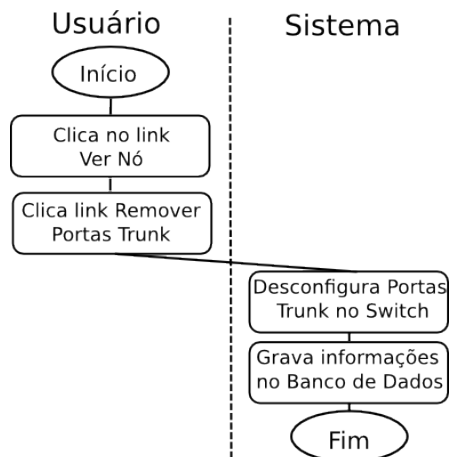 Usuário
Sistema
Início
Clica no link
Ver Nó
Clica link Remover
Portas Trunk
Desconfigura Portas
Trunk no Switch
Grava informações
no Banco de Dados
Fim